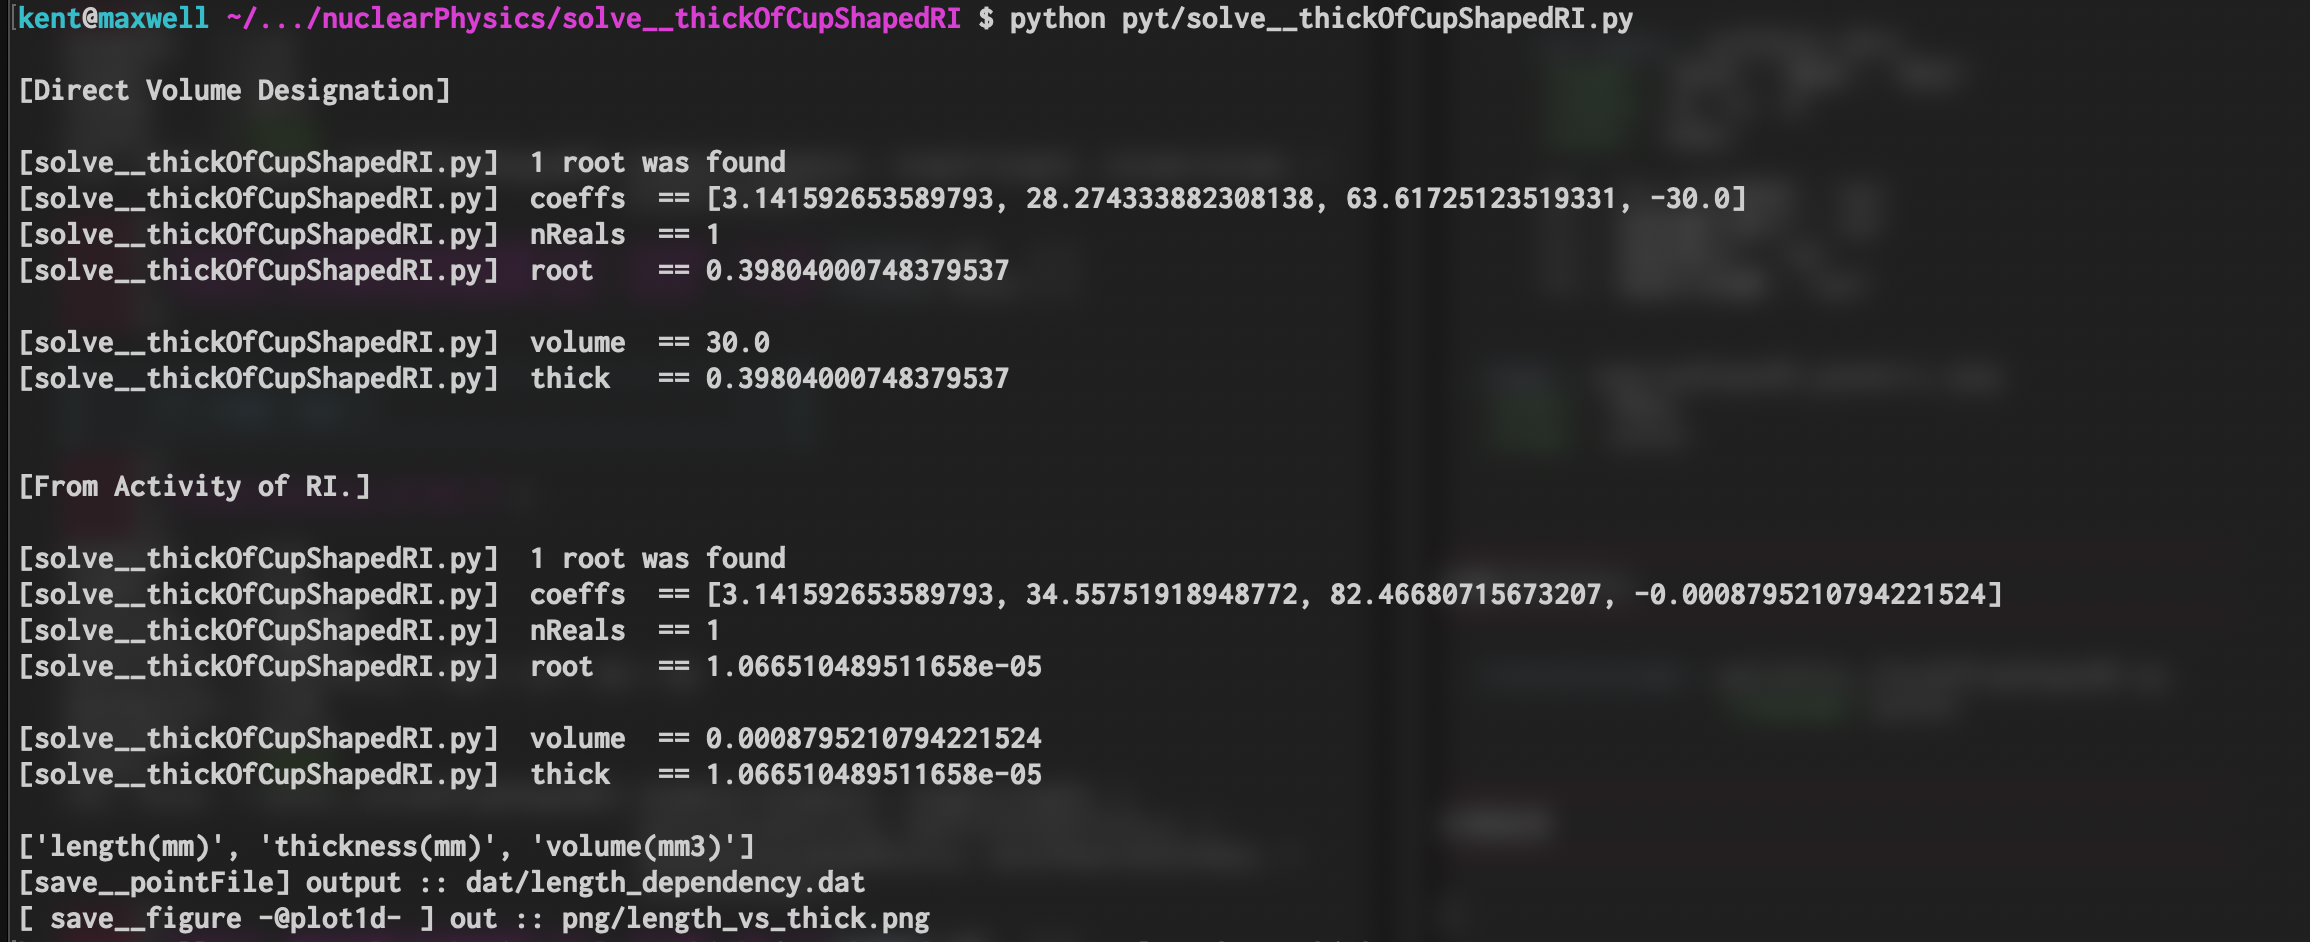 kent@maxwell ~/.../nuclearPhysics/solve__thickOfCupShapedRI $ python pyt/solve__thickOfCupShapedRI.py
[Direct Volume Designation]
[solve__thickOfCupShapedRI.py]  1 root was found
[solve__thickOfCupShapedRI.py]  coeffs  == [3.141592653589793, 28.274333882308138, 63.61725123519331, -30.0]
[solve__thickOfCupShapedRI.py]  nReals  == 1
[solve__thickOfCupShapedRI.py]  root    == 0.39804000748379537
[solve__thickOfCupShapedRI.py]  volume  == 30.0
[solve__thickOfCupShapedRI.py]  thick   == 0.39804000748379537
[From Activity of RI.]
[solve__thickOfCupShapedRI.py]  1 root was found
[solve__thickOfCupShapedRI.py]  coeffs  == [3.141592653589793, 34.55751918948772, 82.46680715673207, -0.0008795210794221524]
[solve__thickOfCupShapedRI.py]  nReals  == 1
[solve__thickOfCupShapedRI.py]  root    == 1.066510489511658e-05
[solve__thickOfCupShapedRI.py]  volume  == 0.0008795210794221524
[solve__thickOfCupShapedRI.py]  thick   == 1.066510489511658e-05
['length(mm)', 'thickness(mm)', 'volume(mm3)']
[save__pointFile] output :: dat/length_dependency.dat
[ save__figure -@plot1d- ] out :: png/length_vs_thick.png